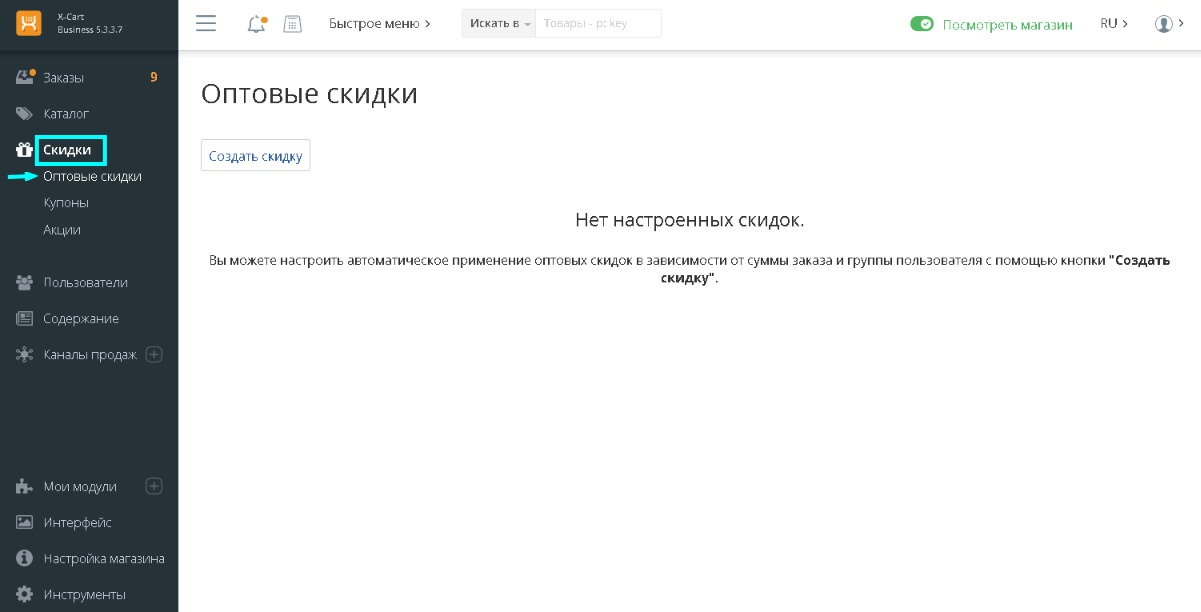 X-Cart
Business 5.3.3.7
Быстрое меню
Искать в
Товары - p: key
Посмотреть магазин
RU
Заказы
9
Каталог
Скидки
Оптовые скидки
Купоны
Акции
Пользователи
Содержание
Каналы продаж
Мои модули
Интерфейс
Настройка магазина
Инструменты
Оптовые скидки
Создать скидку
Нет настроенных скидок.
Вы можете настроить автоматическое применение оптовых скидок в зависимости от суммы заказа и группы пользователя с помощью кнопки "Создать
скидку".